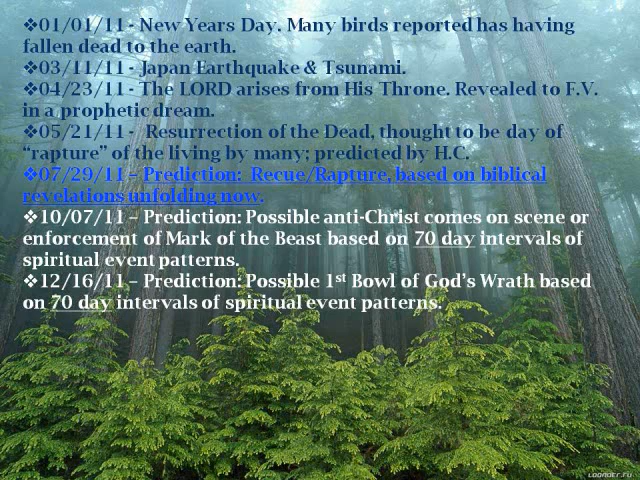 ❖01/01/11 - New Years Day. Many birds reported has having
fallen dead to the earth.
❖03/11/11 - Japan Earthquake & Tsunami.
❖04/23/11 - The LORD arises from His Throne. Revealed to F.V.
in a prophetic dream.
❖05/21/11 -  Resurrection of the Dead, thought to be day of
“rapture” of the living by many; predicted by H.C.
❖07/29/11 – Prediction:  Recue/Rapture, based on biblical
revelations unfolding now.
❖10/07/11 – Prediction: Possible anti-Christ comes on scene or
enforcement of Mark of the Beast based on 70 day intervals of
spiritual event patterns.
❖12/16/11 – Prediction: Possible 1st Bowl of God’s Wrath based
on 70 day intervals of spiritual event patterns.